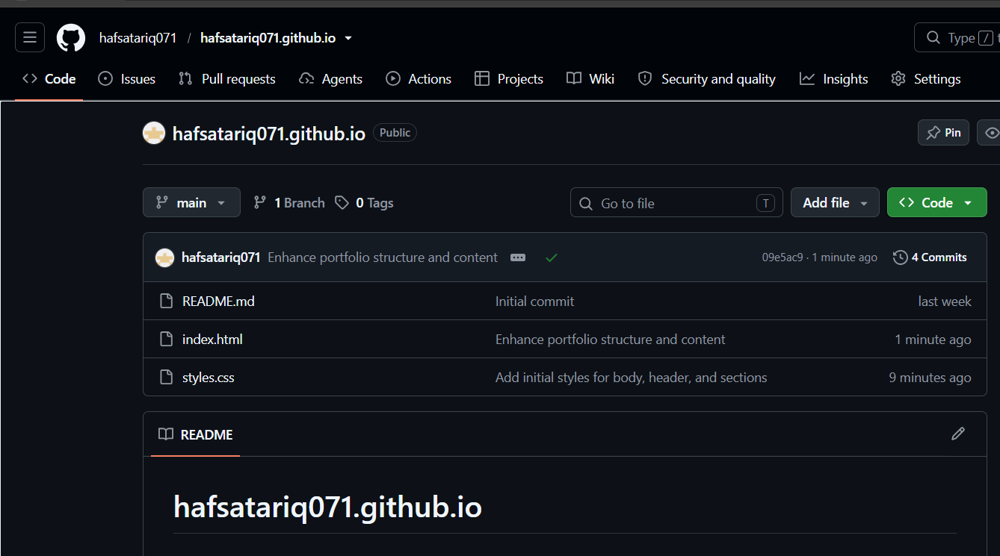 hafsatariq071 / hafsatariq071.github.io
Type / t
Code Issues Pull requests Agents Actions Projects Wiki Security and quality Insights Settings
hafsatariq071.github.io Public
Pin
main 1 Branch 0 Tags
Go to file T
Add file
Code
hafsatariq071 Enhance portfolio structure and content
09e5ac9 · 1 minute ago 4 Commits
README.md Initial commit last week
index.html Enhance portfolio structure and content 1 minute ago
styles.css Add initial styles for body, header, and sections 9 minutes ago
README
hafsatariq071.github.io